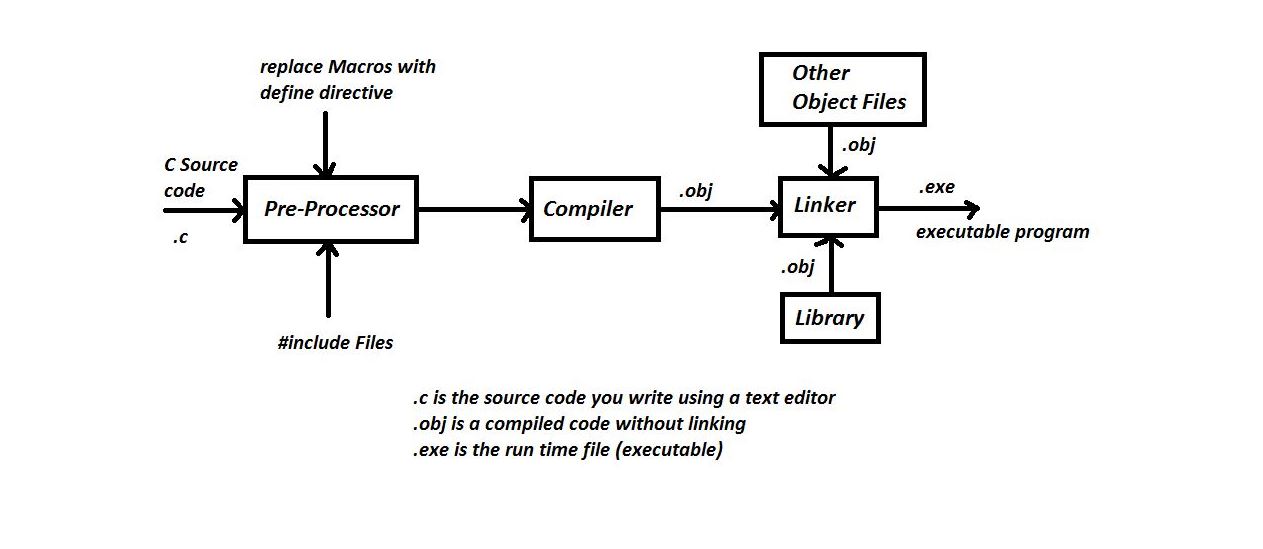 replace Macros with
define directive
Other
Object Files
.obj
C Source
code
.c
Pre-Processor
Compiler
.obj
Linker
.exe
executable program
.obj
Library
#include Files
.c is the source code you write using a text editor
.obj is a compiled code without linking
.exe is the run time file (executable)